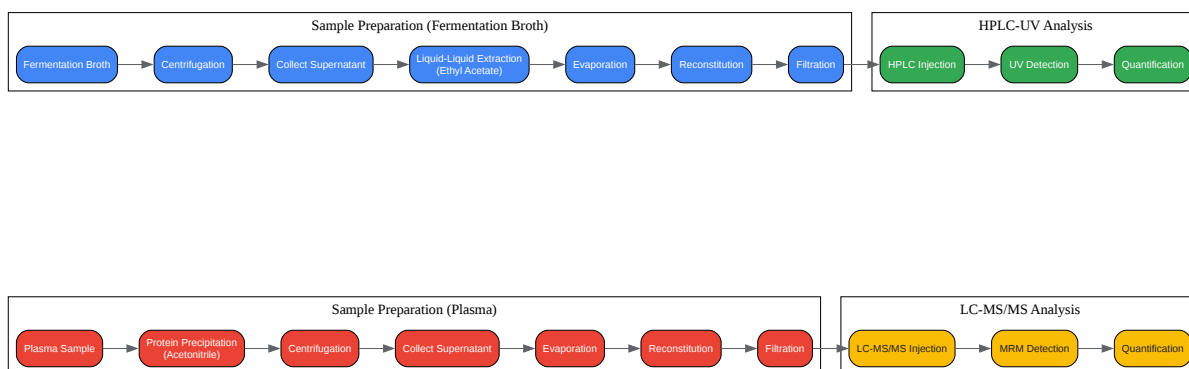 Sample Preparation (Fermentation Broth)
HPLC-UV Analysis
Fermentation Broth
Centrifugation
Collect Supernatant
Liquid-Liquid Extraction
(Ethyl Acetate)
Evaporation
Reconstitution
Filtration
HPLC Injection
UV Detection
Quantification
Sample Preparation (Plasma)
LC-MS/MS Analysis
Plasma Sample
Protein Precipitation
(Acetonitrile)
Centrifugation
Collect Supernatant
Evaporation
Reconstitution
Filtration
LC-MS/MS Injection
MRM Detection
Quantification